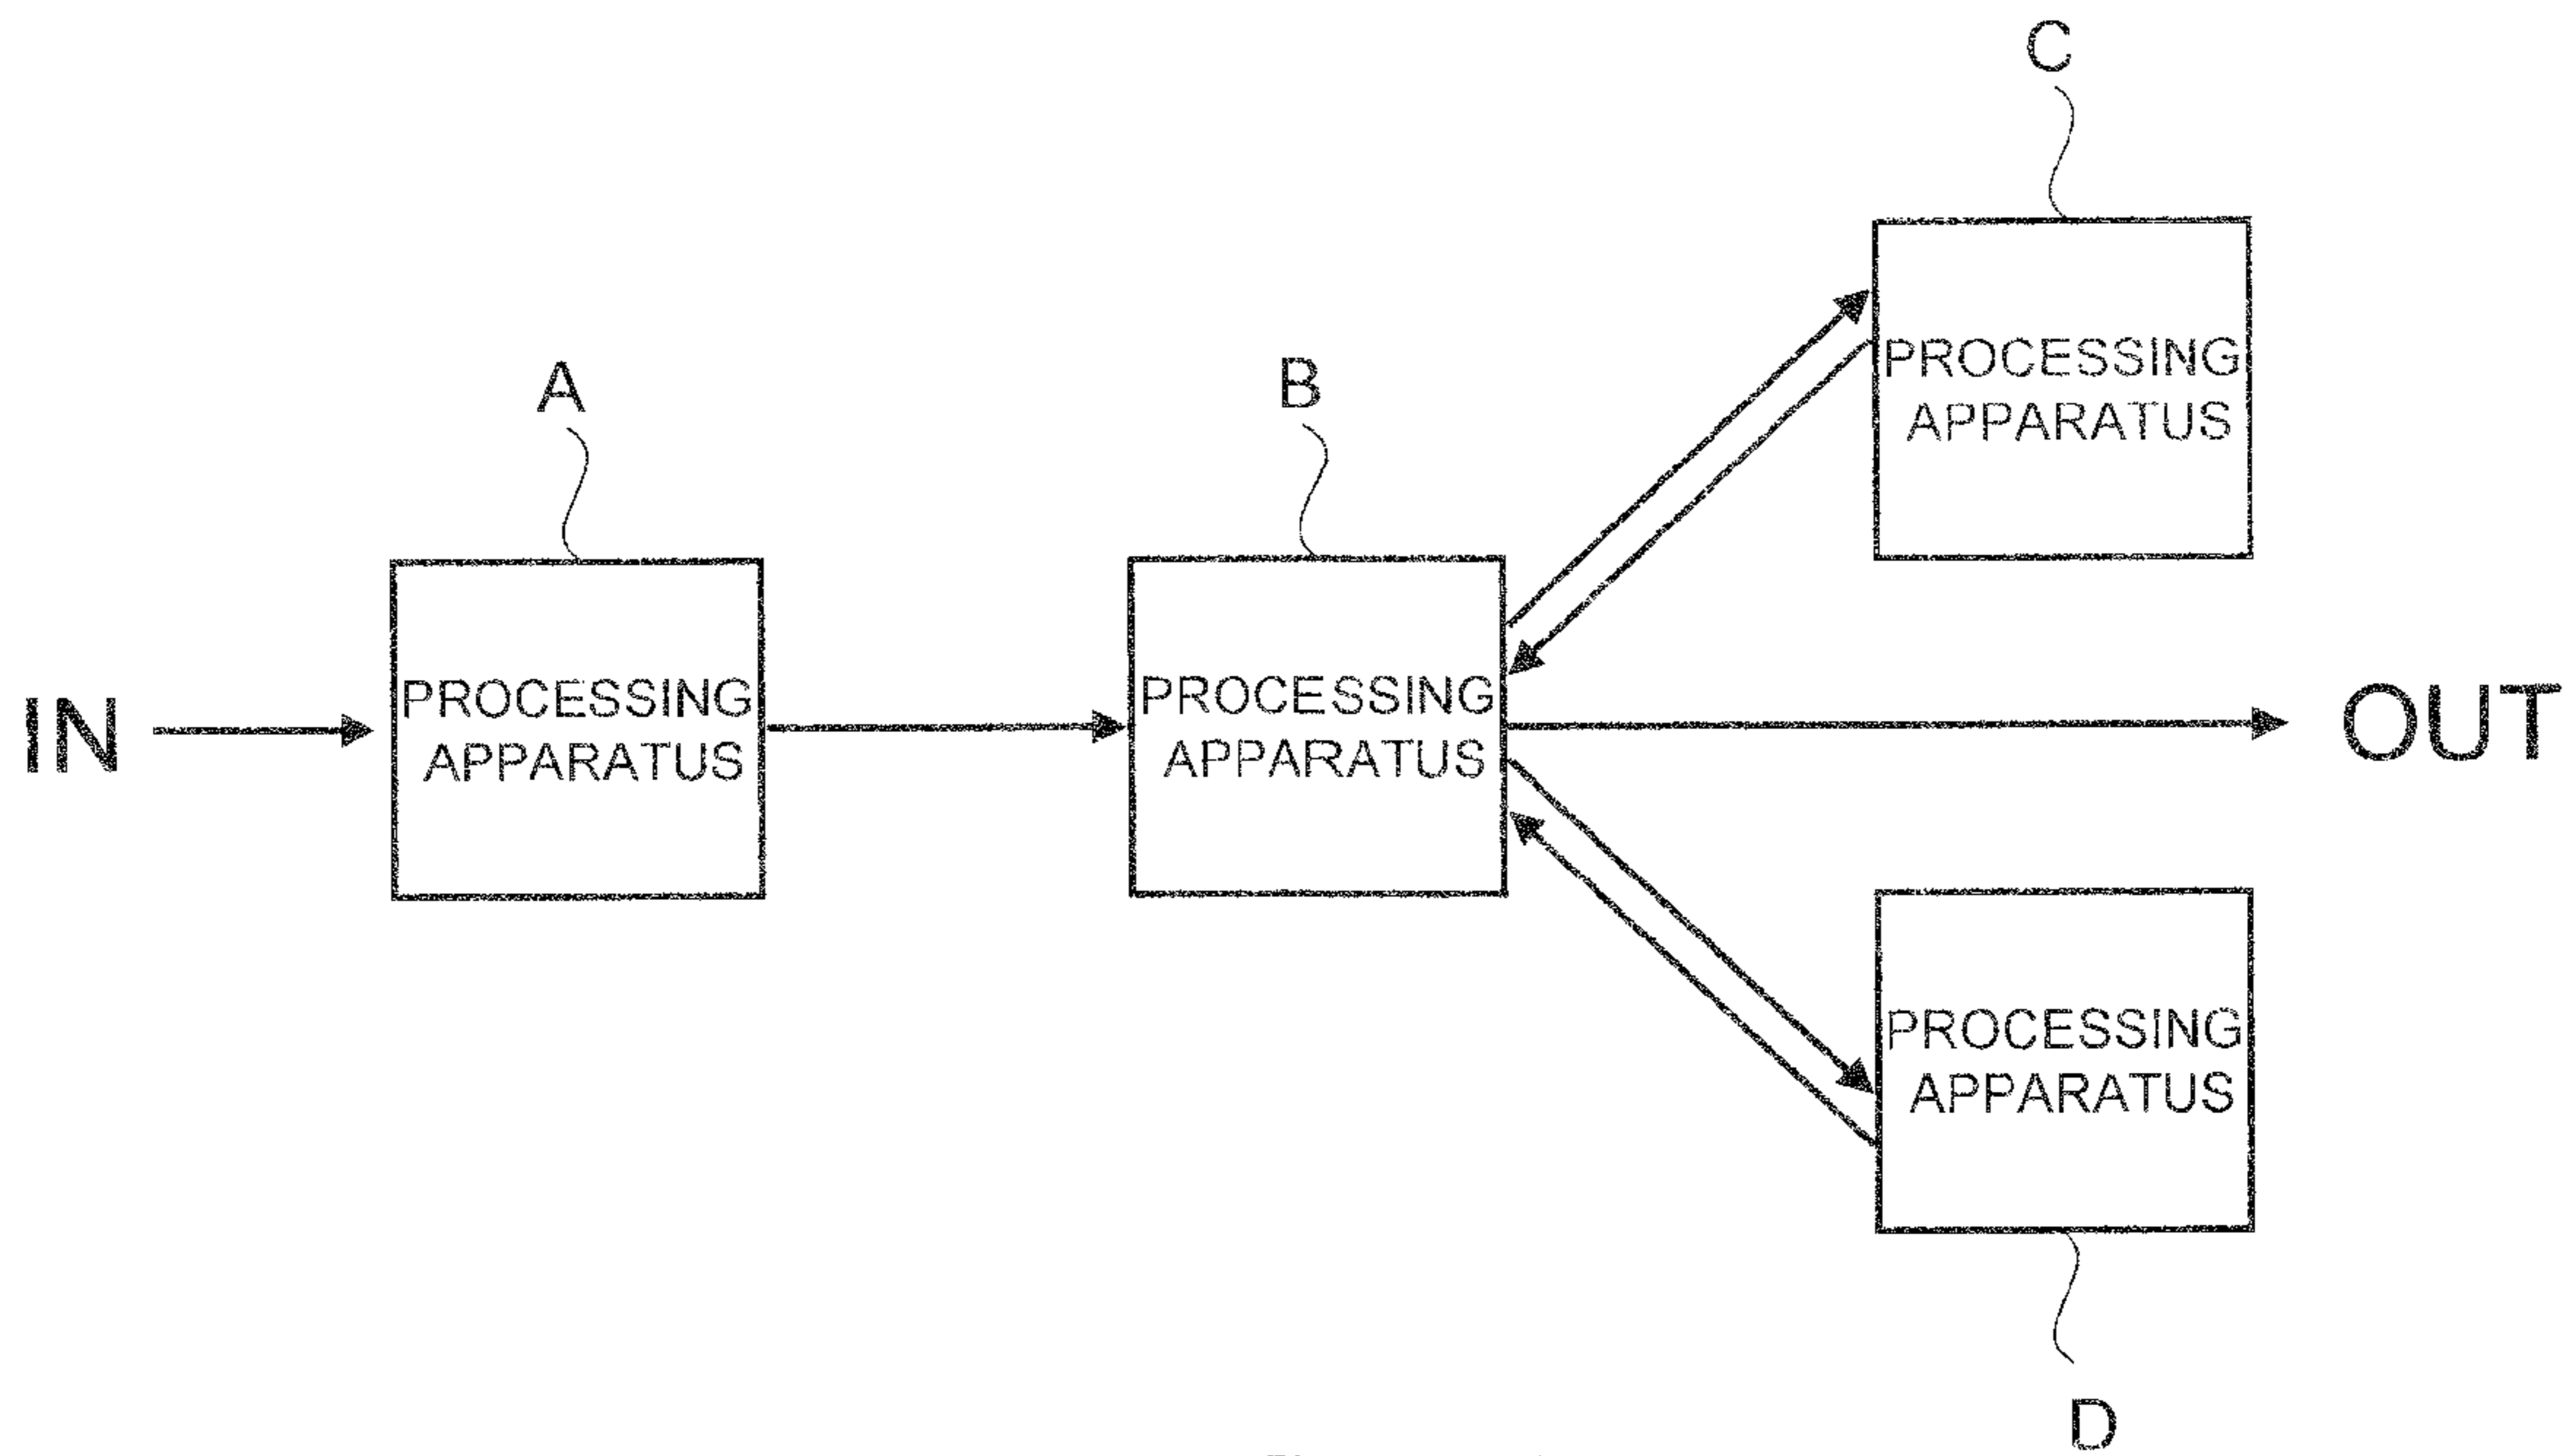 C
PROCESSING
APPARATUS
A
B
IN
PROCESSING
APPARATUS
PROCESSING
APPARATUS
OUT
PROCESSING
APPARATUS
D